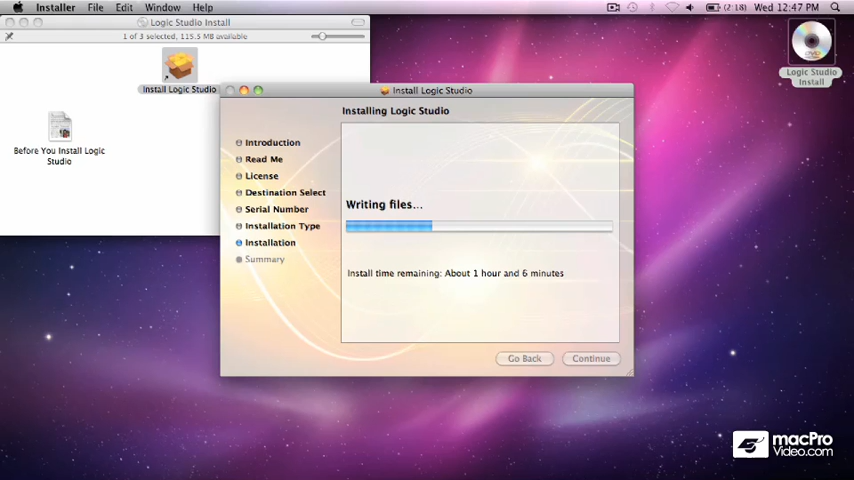 Installer File Edit Window Help (2:18) Wed 12:47 PM
Logic Studio Install
1 of 3 selected, 115.5 MB available
Install Logic Studio
Before You Install Logic
Studio
DVD
Logic Studio
Install
Install Logic Studio
Installing Logic Studio
Introduction
Read Me
License
Destination Select
Serial Number
Installation Type
Installation
Summary
Writing files...
Install time remaining: About 1 hour and 6 minutes
Go Back Continue
macPro
Video.com